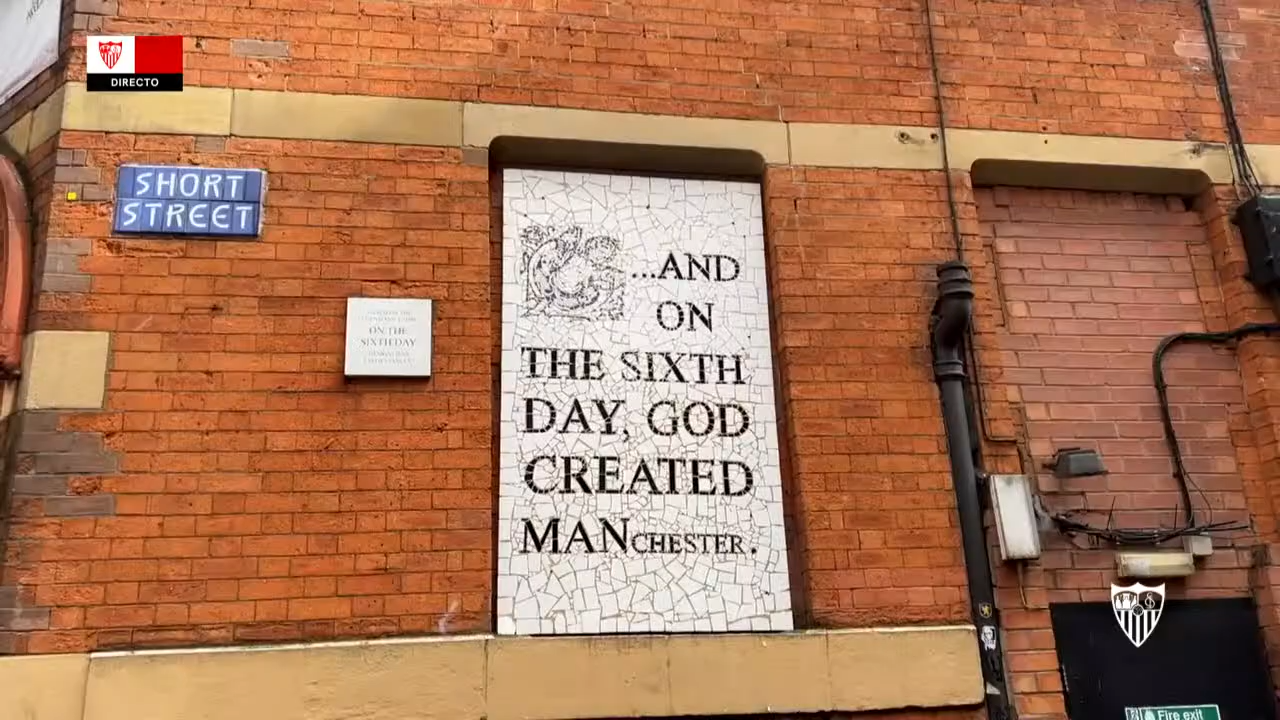 DIRECTO
SHORT
STREET
ON THE
SIXTH DAY
...AND
ON
THE SIXTH
DAY, GOD
CREATED
MANCHESTER.
Fire exit